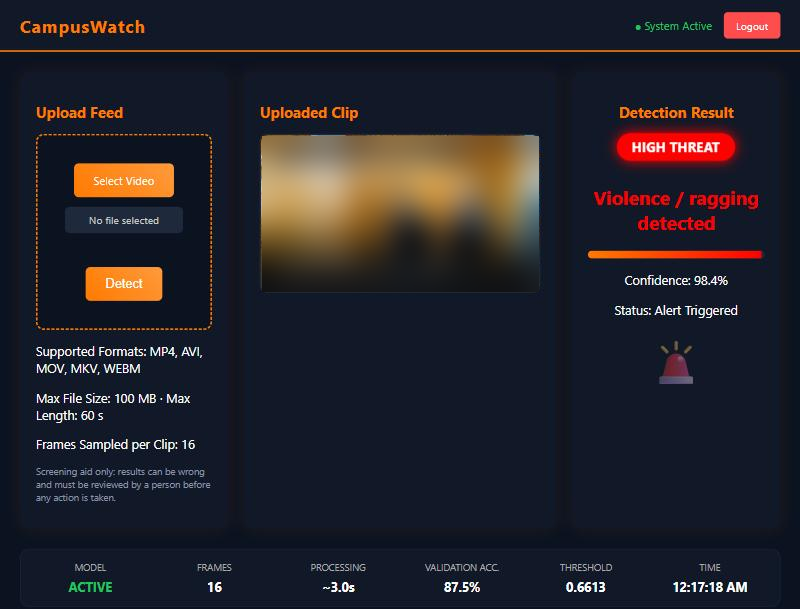 CampusWatch
● System Active
Logout
Upload Feed
Select Video
No file selected
Detect
Supported Formats: MP4, AVI,
MOV, MKV, WEBM
Max File Size: 100 MB · Max
Length: 60 s
Frames Sampled per Clip: 16
Screening aid only: results can be wrong
and must be reviewed by a person before
any action is taken.
Uploaded Clip
Detection Result
HIGH THREAT
Violence / ragging
detected
Confidence: 98.4%
Status: Alert Triggered
MODEL
ACTIVE
FRAMES
16
PROCESSING
~3.0s
VALIDATION ACC.
87.5%
THRESHOLD
0.6613
TIME
12:17:18 AM